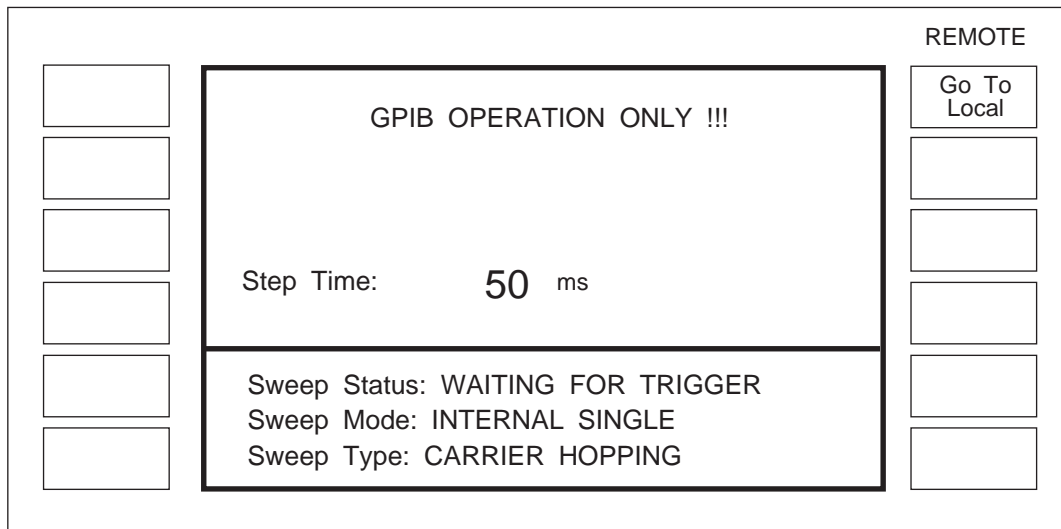 REMOTE
Go To
Local
GPIB OPERATION ONLY !!!
Step Time: 50 ms
Sweep Status: WAITING FOR TRIGGER
Sweep Mode: INTERNAL SINGLE
Sweep Type: CARRIER HOPPING